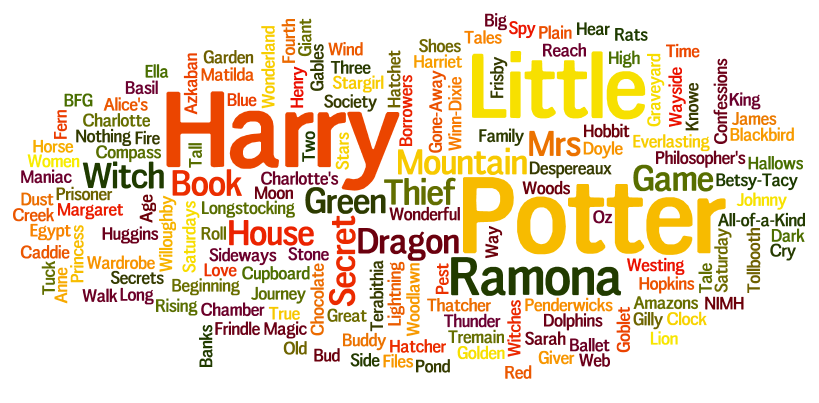 Harry
Potter
Little
Ramona
Secret
Dragon
House
Book
Witch
Green
Thief
Mountain
Mrs
Game
Big
Spy
Plain
Hear
Rats
Tales
Shoes
Harriet
Reach
High
Time
Frisby
Graveyard
Wayside
Knowe
Confessions
King
James
Blackbird
Hatchet
Borrowers
Gone-Away
Winn-Dixie
Family
Hobbit
Doyle
Everlasting
Philosopher's
Hallows
Despereaux
Woods
Betsy-Tacy
Johnny
All-of-a-Kind
Oz
Dark
Cry
Tollbooth
Saturday
Tale
Westing
Hopkins
Amazons
NIMH
Gilly
Clock
Lion
Goblet
Penderwicks
Dolphins
Sarah
Ballet
Giver
Web
Red
Witches
Thatcher
Thunder
Tremain
Golden
Pest
Way
Wonderful
Woodlawn
Lightning
Terabithia
Hatcher
Buddy
Files
Pond
Side
Bud
Old
Great
Chocolate
True
Magic
Frindle
Banks
Chamber
Journey
Beginning
Rising
Cupboard
Love
Stone
Sideways
Roll
Longstocking
Moon
Charlotte's
Saturdays
Willoughby
Age
Huggins
Secrets
Wardrobe
Walk
Long
Princess
Anne
Tuck
Caddie
Egypt
Creek
Dust
Margaret
Prisoner
Maniac
Women
Horse
Compass
Nothing
Fire
Charlotte
Alice's
Fern
BFG
Basil
Ella
Azkaban
Matilda
Garden
Blue
Wonderland
Henry
Fourth
Giant
Gables
Wind
Three
Stargirl
Society
Two
Stars
Tall